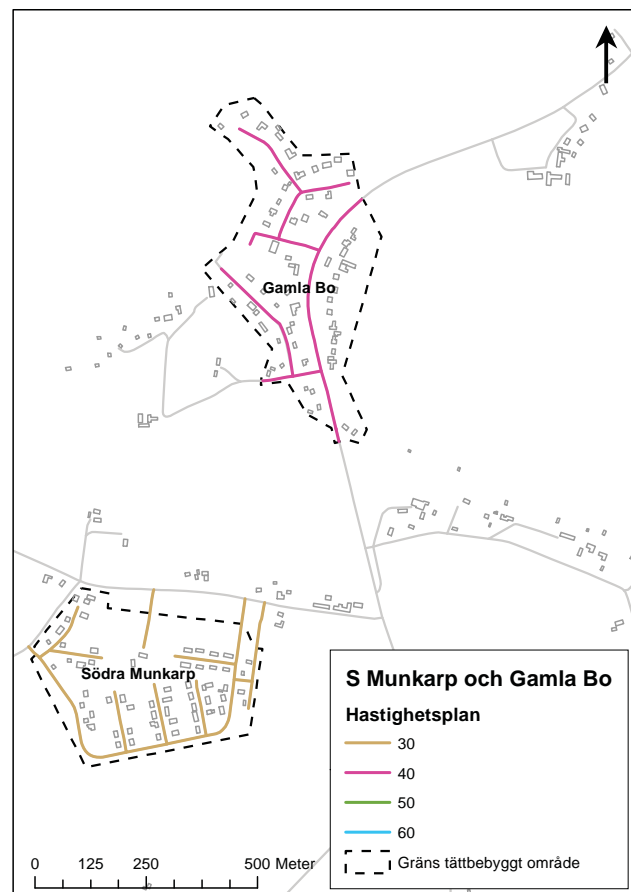 Gamla Bo
Södra Munkarp
S Munkarp och Gamla Bo
Hastighetsplan
30
40
50
60
Gräns tättbebyggt område
0 125 250 500 Meter